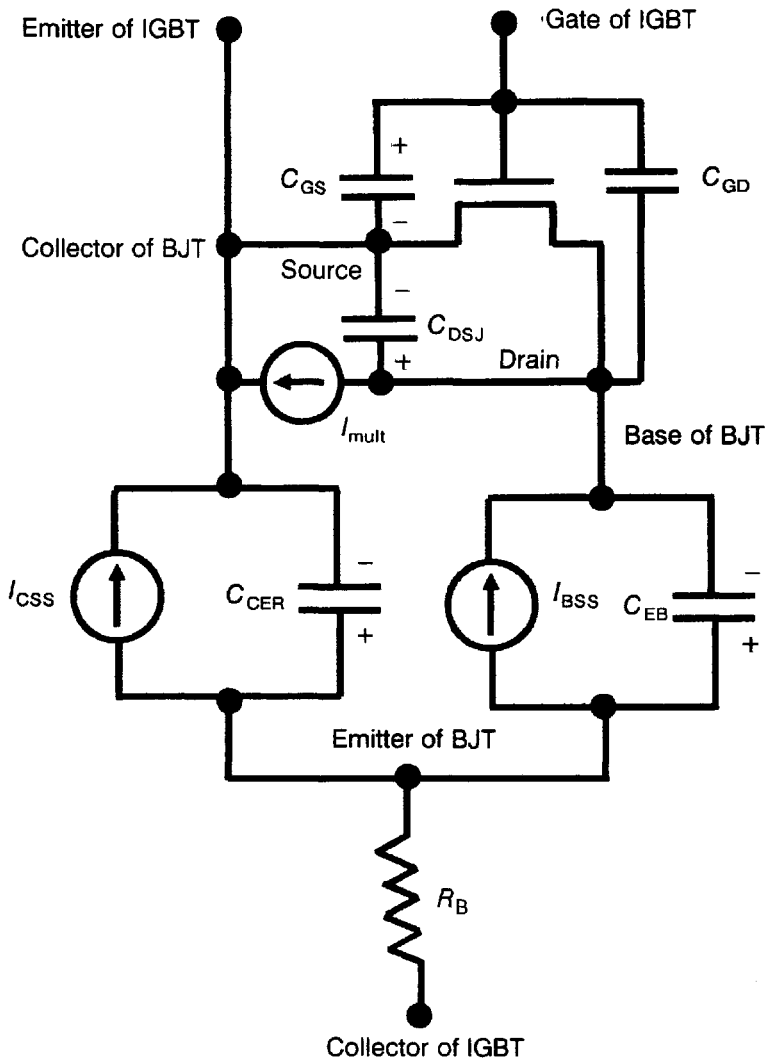 Emitter of IGBT
Gate of IGBT
+
C_GS
C_GD
−
Collector of BJT
Source
−
C_DSJ
+
Drain
I_mult
Base of BJT
−
−
I_CSS
C_CER
I_BSS
C_EB
+
+
Emitter of BJT
R_B
Collector of IGBT